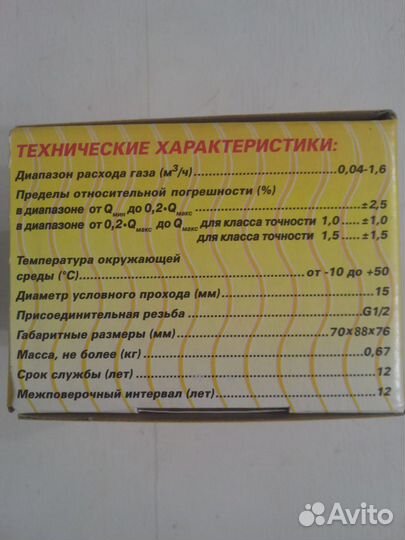 ТЕХНИЧЕСКИЕ ХАРАКТЕРИСТИКИ:
Диапазон расхода газа (м³/ч).............................0,04-1,6
Пределы относительной погрешности (%)
в диапазоне от Qмин до 0,2•Qмакс .............................±2,5
в диапазоне от 0,2•Qмакс до Qмакс для класса точности 1,0 .....±1,0
для класса точности 1,5 .....±1,5
Температура окружающей
среды (°С).............................от -10 до +50
Диаметр условного прохода (мм) .............................15
Присоединительная резьба.............................G1/2
Габаритные размеры (мм) .............................70×88×76
Масса, не более (кг) .............................0,67
Срок службы (лет) .............................12
Межповерочный интервал (лет).............................12
Avito